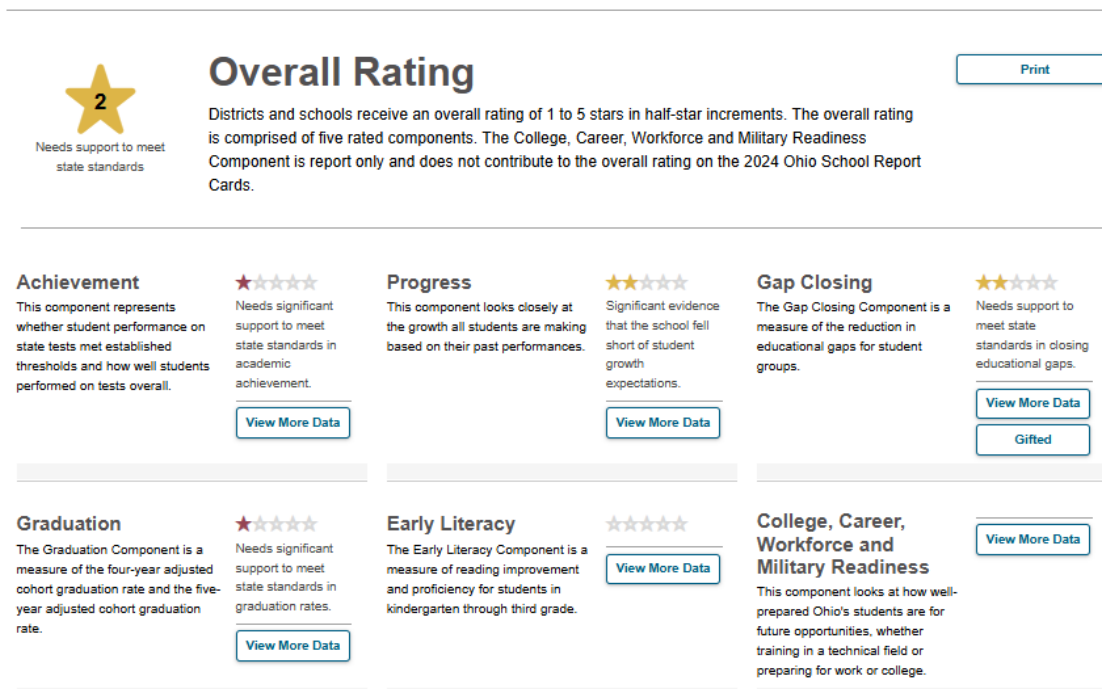 2
Needs support to meet
state standards
Overall Rating
Print
Districts and schools receive an overall rating of 1 to 5 stars in half-star increments. The overall rating
is comprised of five rated components. The College, Career, Workforce and Military Readiness
Component is report only and does not contribute to the overall rating on the 2024 Ohio School Report
Cards.
Achievement
This component represents
whether student performance on
state tests met established
thresholds and how well students
performed on tests overall.
Needs significant
support to meet
state standards in
academic
achievement.
View More Data
Progress
This component looks closely at
the growth all students are making
based on their past performances.
Significant evidence
that the school fell
short of student
growth
expectations.
View More Data
Gap Closing
The Gap Closing Component is a
measure of the reduction in
educational gaps for student
groups.
Needs support to
meet state
standards in closing
educational gaps.
View More Data
Gifted
Graduation
The Graduation Component is a
measure of the four-year adjusted
cohort graduation rate and the five-
year adjusted cohort graduation
rate.
Needs significant
support to meet
state standards in
graduation rates.
View More Data
Early Literacy
The Early Literacy Component is a
measure of reading improvement
and proficiency for students in
kindergarten through third grade.
View More Data
College, Career,
Workforce and
Military Readiness
This component looks at how well-
prepared Ohio's students are for
future opportunities, whether
training in a technical field or
preparing for work or college.
View More Data